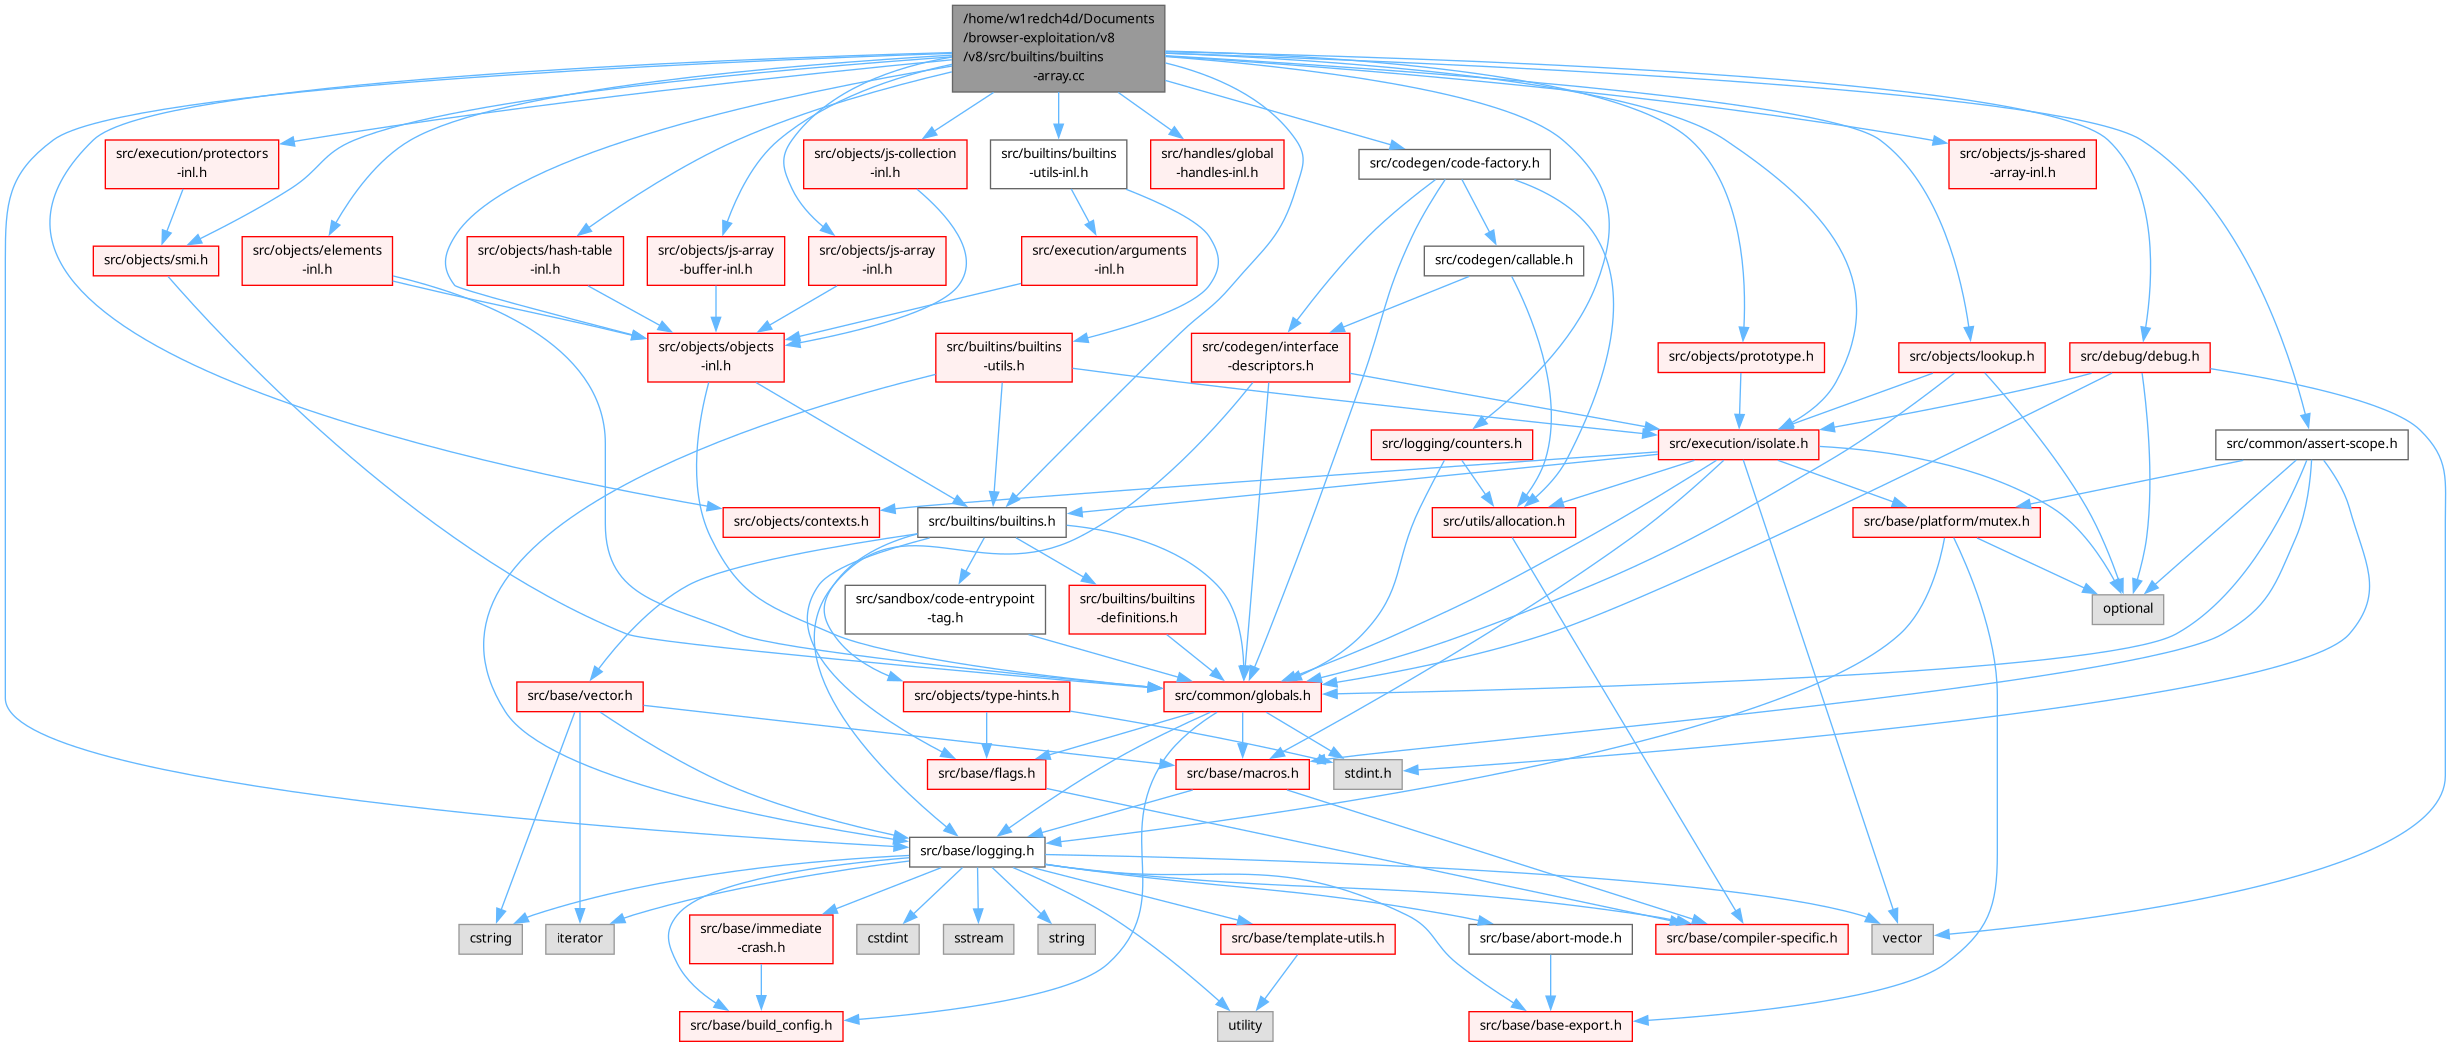 /home/w1redch4d/Documents
/browser-exploitation/v8
/v8/src/builtins/builtins
-array.cc
src/execution/protectors
-inl.h
src/objects/js-collection
-inl.h
src/builtins/builtins
-utils-inl.h
src/handles/global
-handles-inl.h
src/codegen/code-factory.h
src/objects/js-shared
-array-inl.h
src/objects/smi.h
src/objects/elements
-inl.h
src/objects/hash-table
-inl.h
src/objects/js-array
-buffer-inl.h
src/objects/js-array
-inl.h
src/execution/arguments
-inl.h
src/codegen/callable.h
src/objects/objects
-inl.h
src/builtins/builtins
-utils.h
src/codegen/interface
-descriptors.h
src/objects/prototype.h
src/objects/lookup.h
src/debug/debug.h
src/logging/counters.h
src/execution/isolate.h
src/common/assert-scope.h
src/objects/contexts.h
src/builtins/builtins.h
src/utils/allocation.h
src/base/platform/mutex.h
src/sandbox/code-entrypoint
-tag.h
src/builtins/builtins
-definitions.h
optional
src/base/vector.h
src/objects/type-hints.h
src/common/globals.h
src/base/flags.h
src/base/macros.h
stdint.h
src/base/logging.h
cstring
iterator
src/base/immediate
-crash.h
cstdint
sstream
string
src/base/template-utils.h
src/base/abort-mode.h
src/base/compiler-specific.h
vector
src/base/build_config.h
utility
src/base/base-export.h